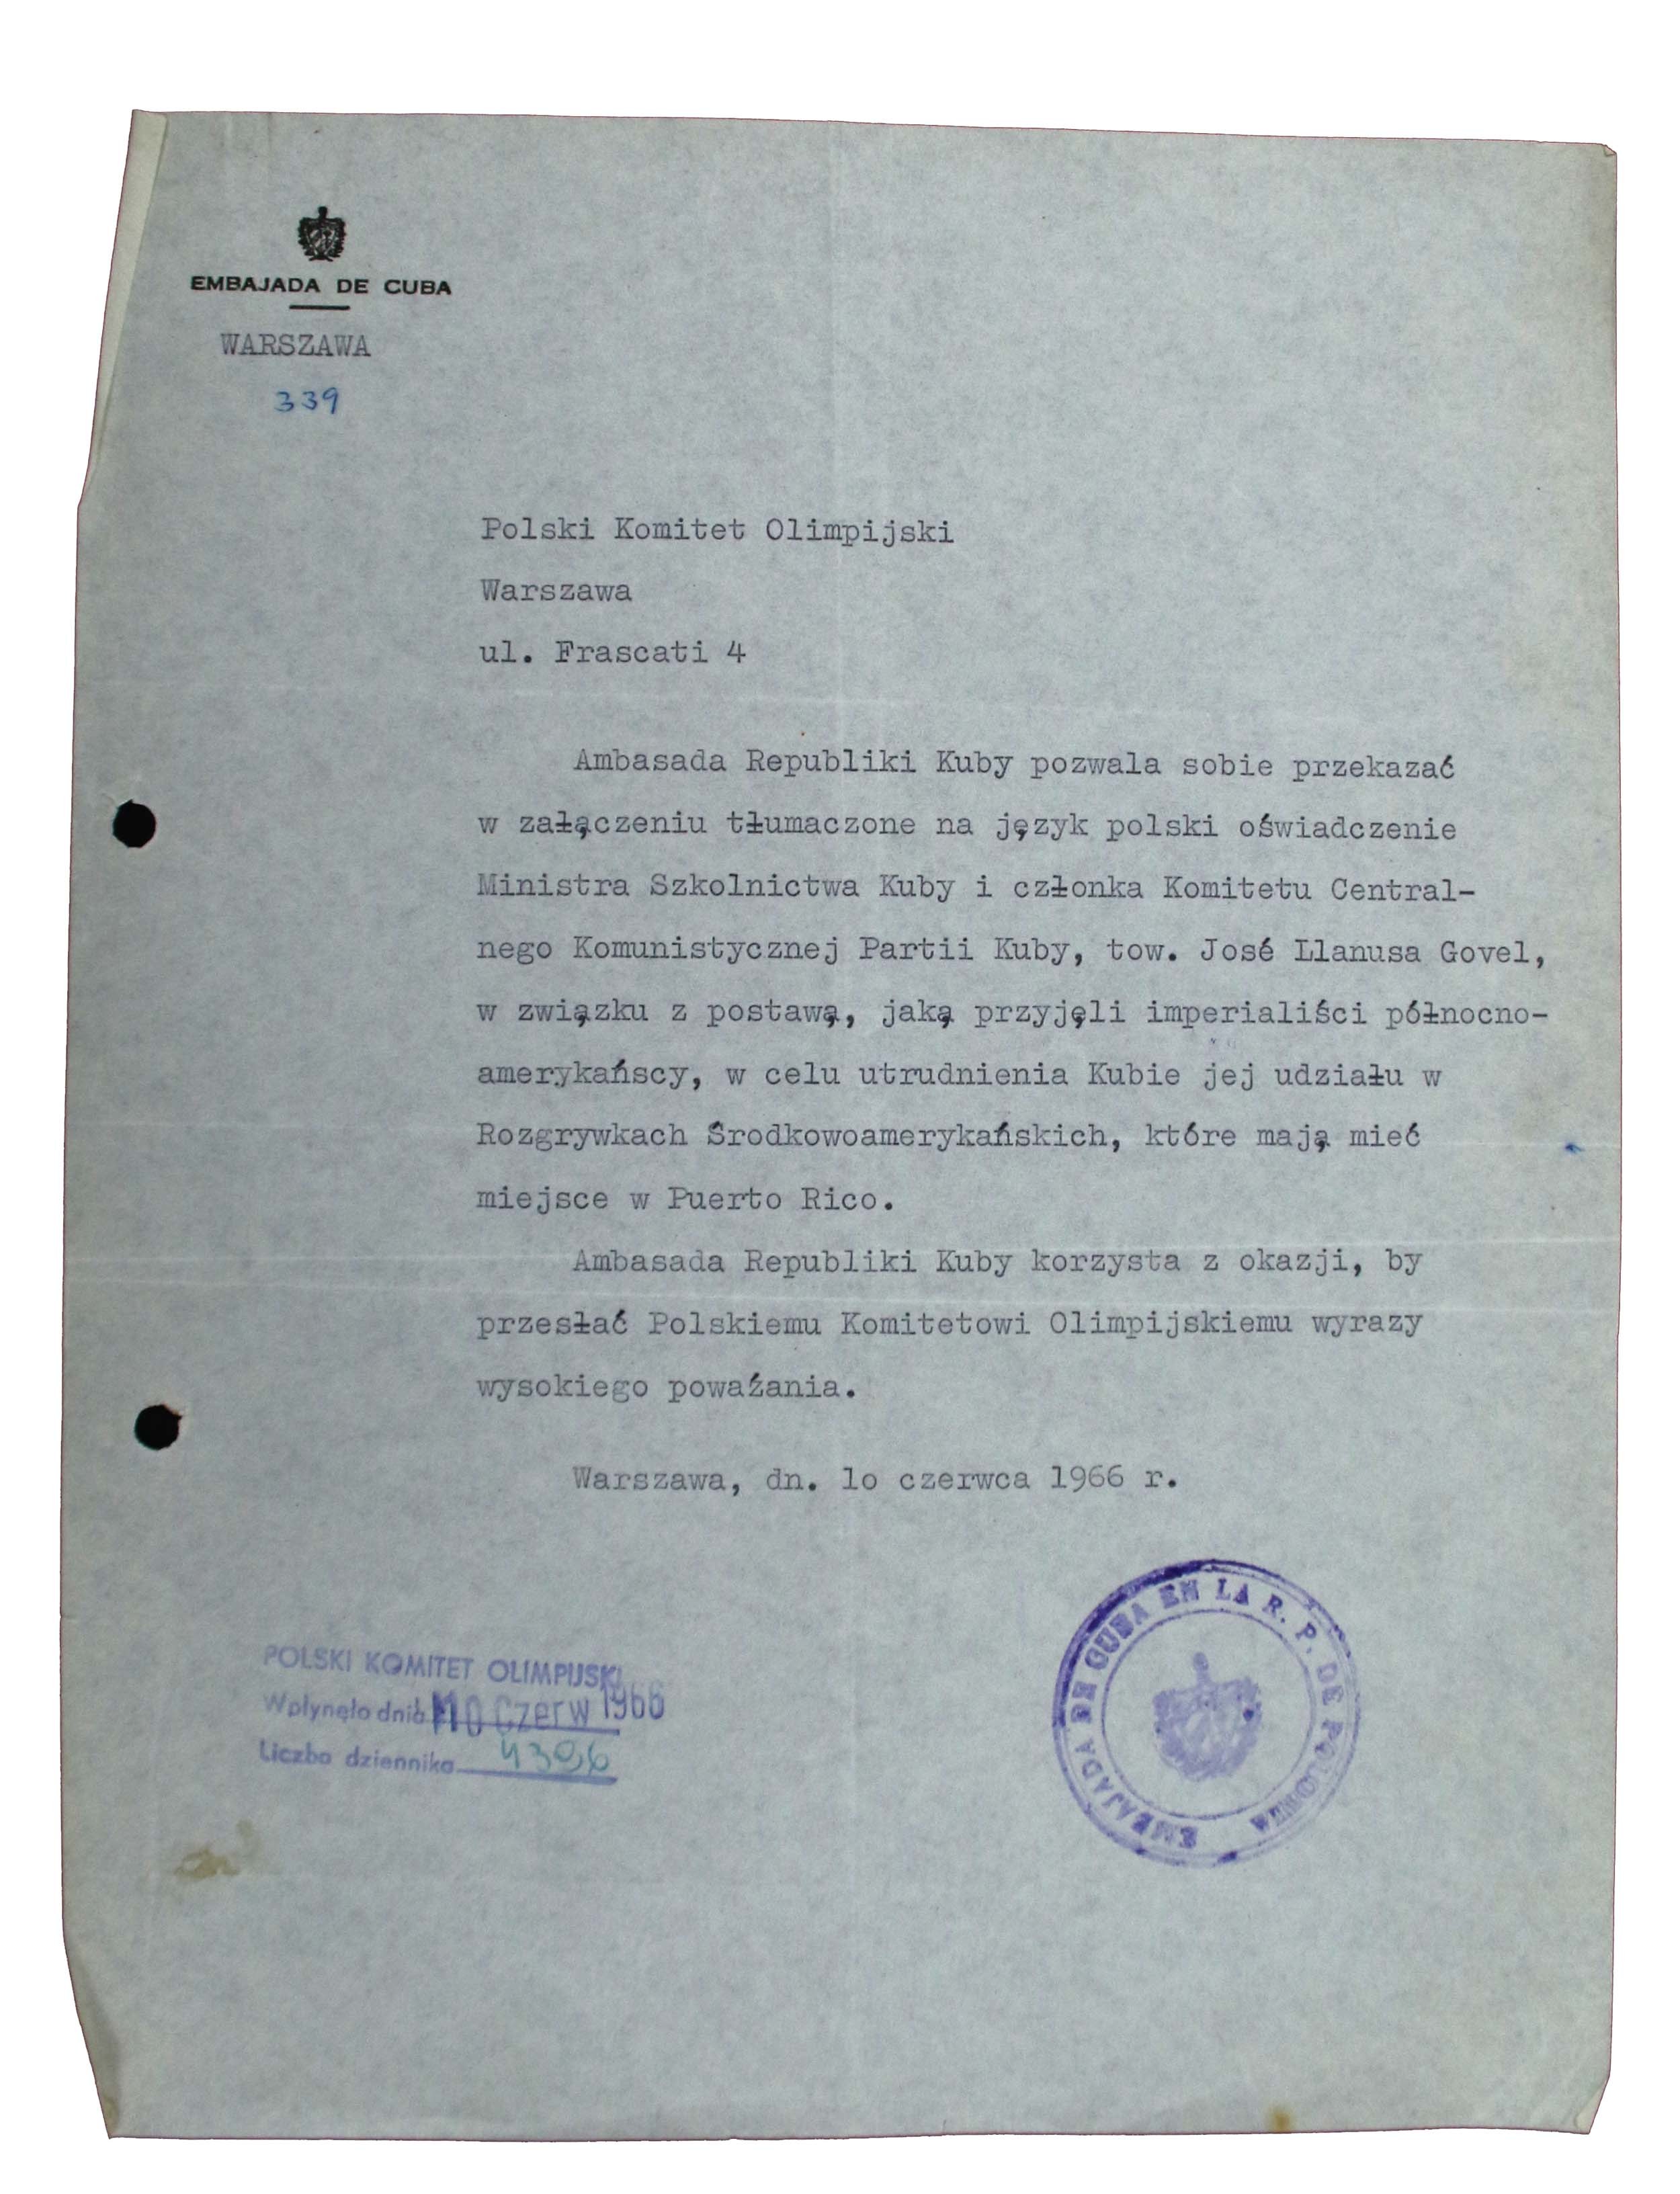 EMBAJADA DE CUBA
WARSZAWA
339
Polski Komitet Olimpijski
Warszawa
ul. Frascati 4
Ambasada Republiki Kuby pozwala sobie przekazać
w załączeniu tłumaczone na język polski oświadczenie
Ministra Szkolnictwa Kuby i członka Komitetu Central-
nego Komunistycznej Partii Kuby, tow. José Llanusa Govel,
w związku z postawą, jaką przyjęli imperialiści północno-
amerykańscy, w celu utrudnienia Kubie jej udziału w
Rozgrywkach Środkowoamerykańskich, które mają mieć
miejsce w Puerto Rico.
Ambasada Republiki Kuby korzysta z okazji, by
przesłać Polskiemu Komitetowi Olimpijskiemu wyrazy
wysokiego poważania.
Warszawa, dn. 1o czerwca 1966 r.
EMBAJADA DE CUBA EN LA R. P. DE POLONIA
POLSKI KOMITET OLIMPIJSKI
Wpłynęło dnia 10 Czerw 1966
Liczba dziennika